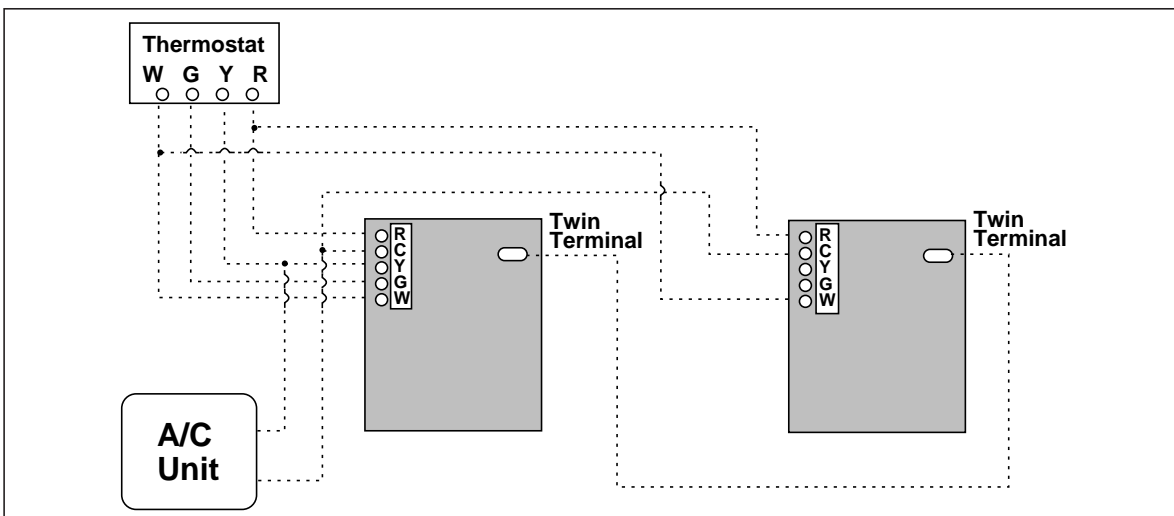 Thermostat
W G Y R
Twin
Terminal
R
C
Y
G
W
Twin
Terminal
R
C
Y
G
W
A/C
Unit